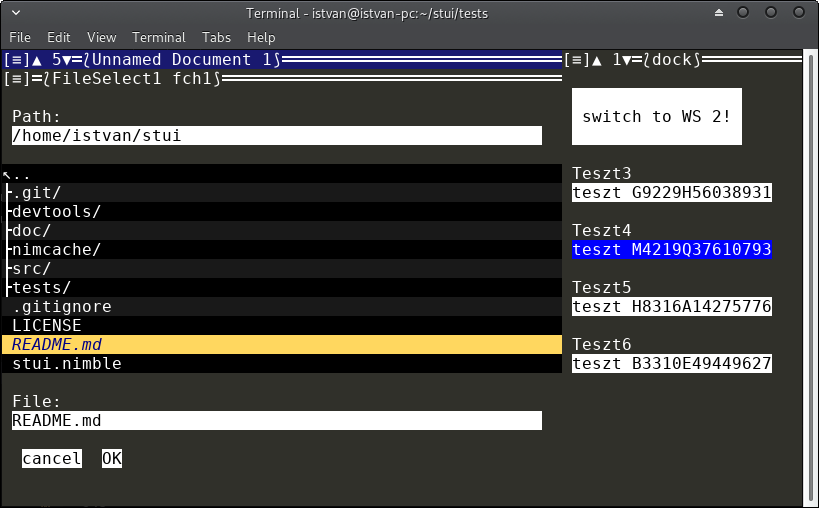 Terminal - istvan@istvan-pc:~/stui/tests
File Edit View Terminal Tabs Help
[≡]▲ 5▼═⟅Unnamed Document 1⟆
[≡]═⟅FileSelect1 fch1⟆
Path:
/home/istvan/stui
↖..
├.git/
├devtools/
├doc/
├nimcache/
├src/
├tests/
.gitignore
LICENSE
README.md
stui.nimble
File:
README.md
cancel OK
[≡]▲ 1▼═⟅dock⟆
switch to WS 2!
Teszt3
teszt G9229H56038931
Teszt4
teszt M4219Q37610793
Teszt5
teszt H8316A14275776
Teszt6
teszt B3310E49449627